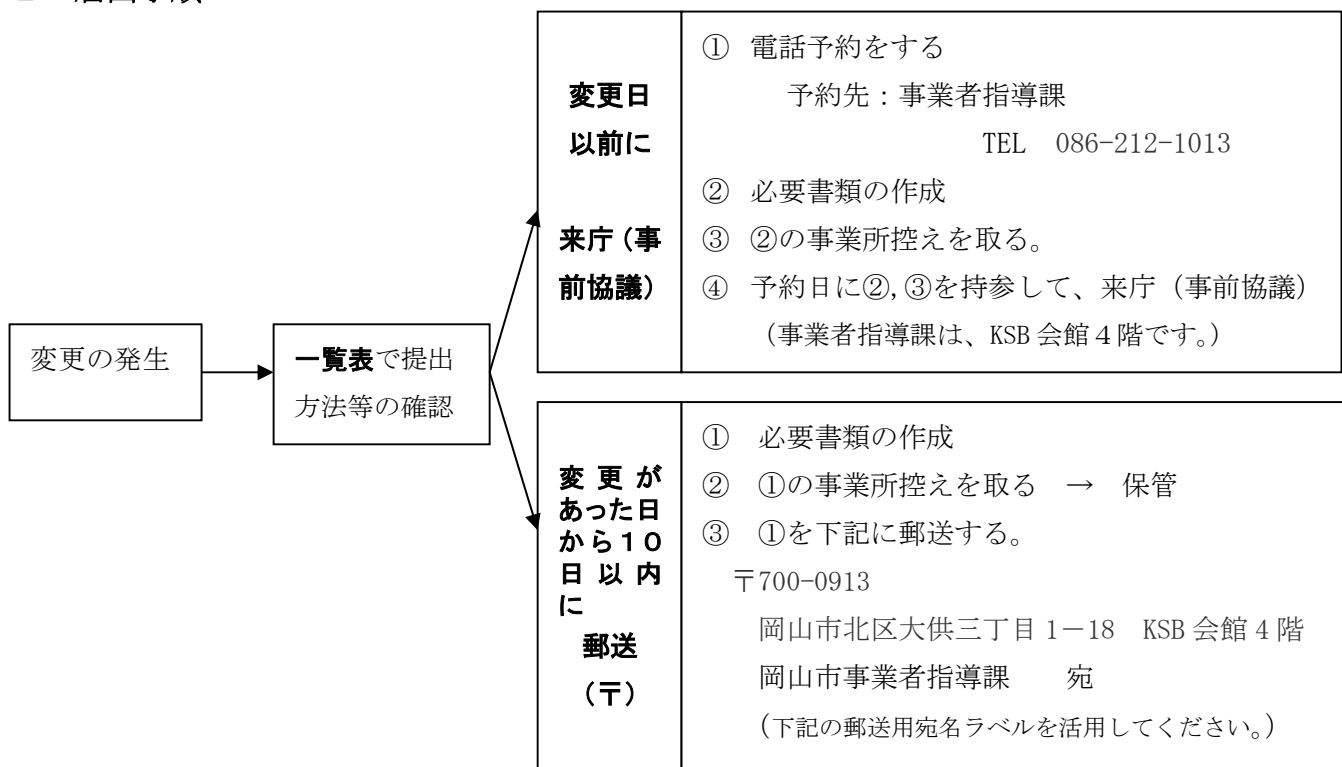 変更の発生
一覧表で提出
方法等の確認
変更日
以前に
来庁（事
前協議）
① 電話予約をする
予約先：事業者指導課
TEL 086-212-1013
② 必要書類の作成
③ ②の事業所控えを取る。
④ 予約日に②,③を持参して、来庁（事前協議）
（事業者指導課は、KSB会館４階です。）
変更が
あった日
から１０
日以内
に
郵送
（〒）
① 必要書類の作成
② ①の事業所控えを取る → 保管
③ ①を下記に郵送する。
〒700-0913
岡山市北区大供三丁目1－18 KSB会館4階
岡山市事業者指導課 宛
（下記の郵送用宛名ラベルを活用してください。）